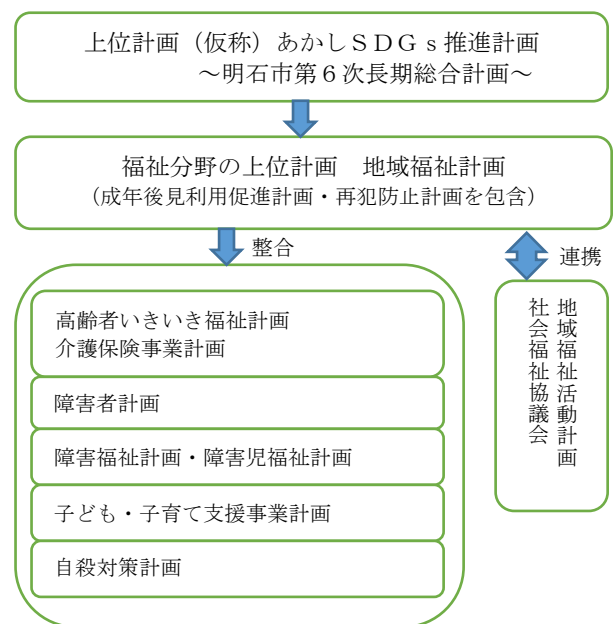 上位計画（仮称）あかしＳＤＧｓ推進計画
～明石市第６次長期総合計画～
福祉分野の上位計画　地域福祉計画
（成年後見利用促進計画・再犯防止計画を包含）
整合
連携
高齢者いきいき福祉計画
介護保険事業計画
障害者計画
障害福祉計画・障害児福祉計画
子ども・子育て支援事業計画
自殺対策計画
地域福祉活動計画
社会福祉協議会